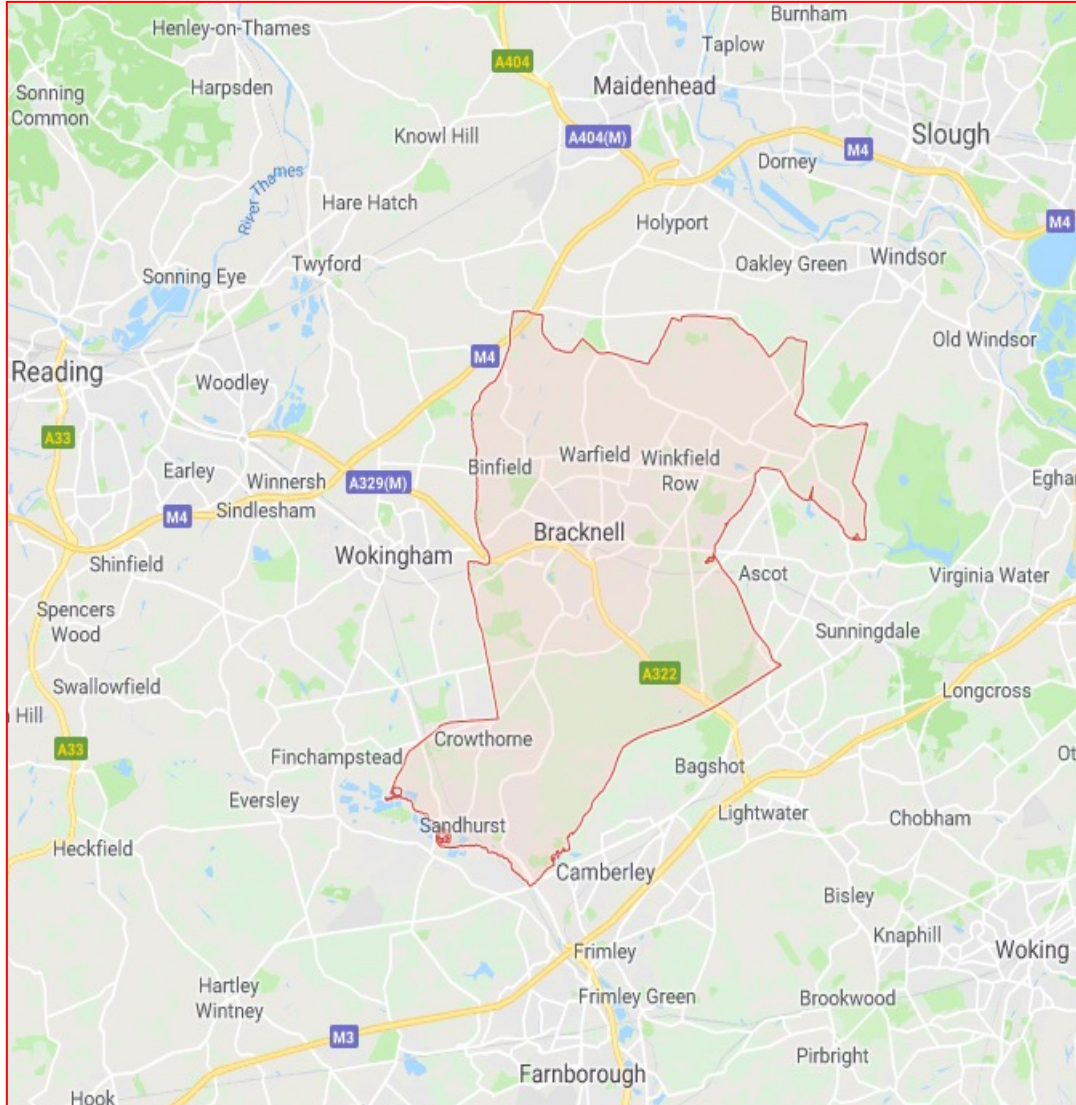 Henley-on-Thames
Burnham
Taplow
A404
Maidenhead
Harpsden
Sonning
Common
Knowl Hill
A404(M)
Slough
M4
Dorney
River Thames
Hare Hatch
Holyport
M4
Sonning Eye
Twyford
Oakley Green
Windsor
Old Windsor
M4
Reading
Woodley
A33
Earley
Winnersh
A329(M)
Binfield
Warfield
Winkfield
Row
Sindlesham
M4
Bracknell
Wokingham
Shinfield
Ascot
Virginia Water
Spencers
Wood
Sunningdale
A322
Swallowfield
Longcross
Hill
A33
Crowthorne
Finchampstead
Bagshot
Eversley
Lightwater
Chobham
Sandhurst
Heckfield
Camberley
Bisley
Knaphill
Woking
Frimley
Hartley
Wintney
Frimley Green
Brookwood
M3
Pirbright
Farnborough
Hook